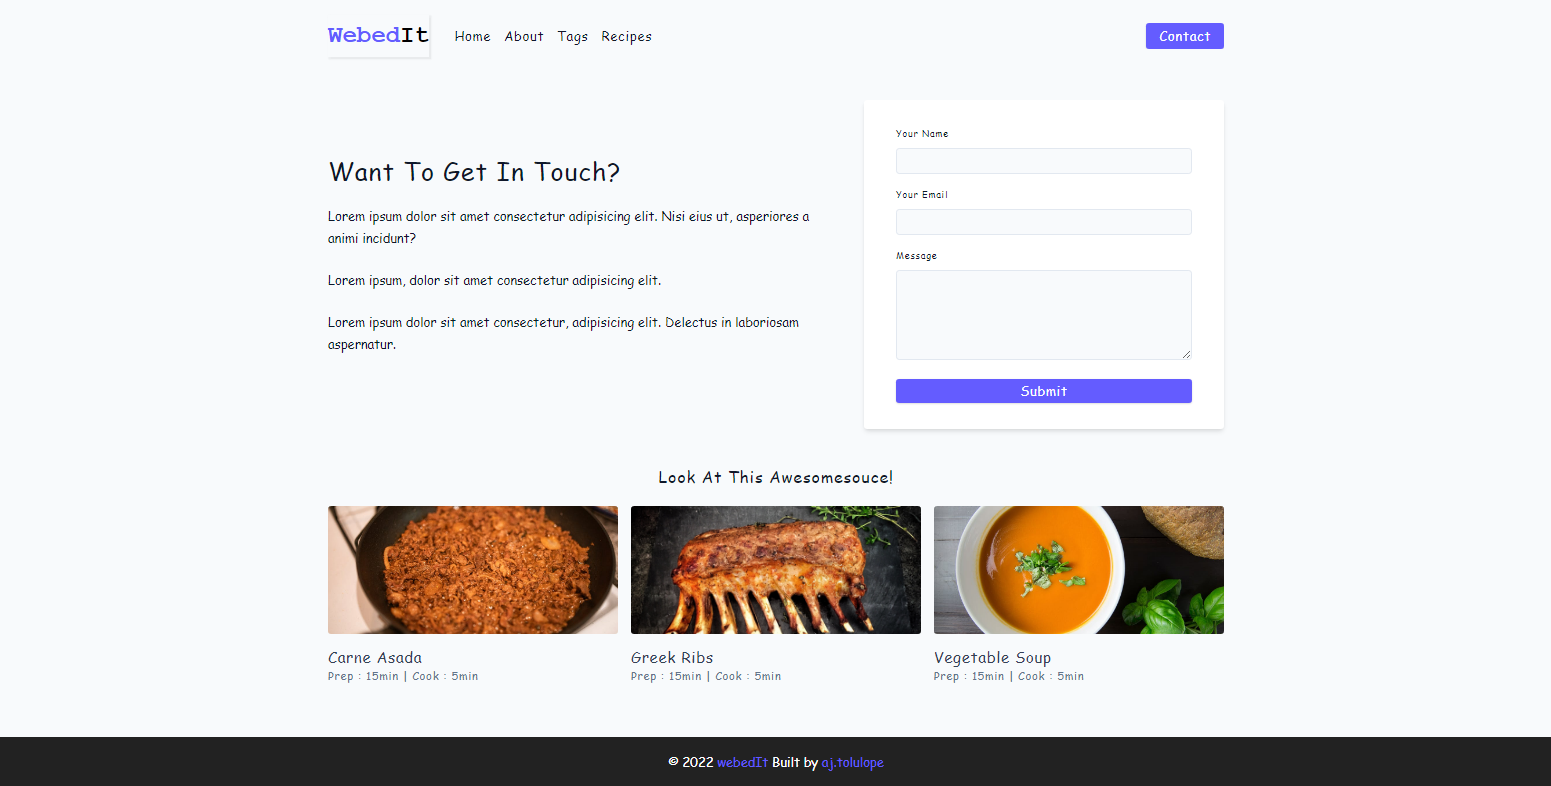 WebedIt Home About Tags Recipes Contact
Want To Get In Touch?
Lorem ipsum dolor sit amet consectetur adipisicing elit. Nisi eius ut, asperiores a
animi incidunt?
Lorem ipsum, dolor sit amet consectetur adipisicing elit.
Lorem ipsum dolor sit amet consectetur, adipisicing elit. Delectus in laboriosam
aspernatur.
Your Name
Your Email
Message
Submit
Look At This Awesomesouce!
Carne Asada
Prep : 15min | Cook : 5min
Greek Ribs
Prep : 15min | Cook : 5min
Vegetable Soup
Prep : 15min | Cook : 5min
© 2022 webedIt Built by aj.tolulope